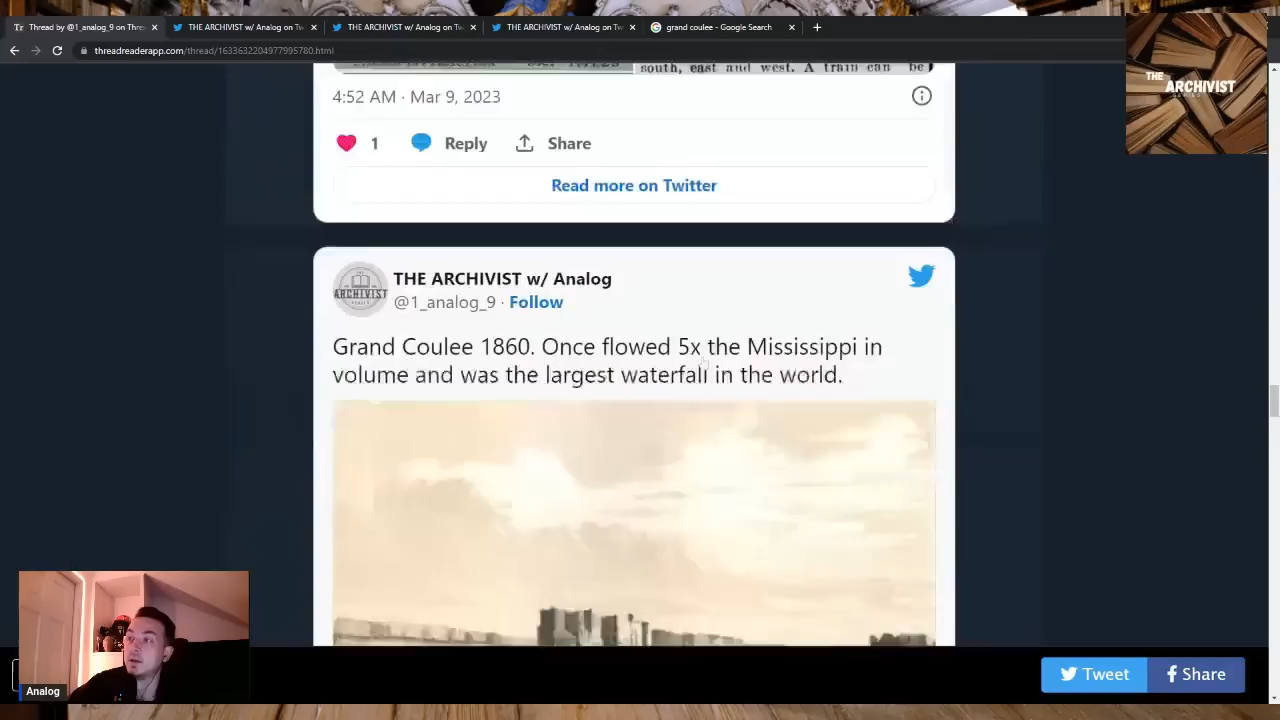 Tr Thread by @1_analog_9 on Thre
THE ARCHIVIST w/ Analog on Tw
THE ARCHIVIST w/ Analog on Tw
THE ARCHIVIST w/ Analog on Tw
grand coulee - Google Search
threadreaderapp.com/thread/1633632204977995780.html
THE
ARCHIVIST
SERIES
south, east and west. A train can be
4:52 AM · Mar 9, 2023
1 Reply Share
Read more on Twitter
ARCHIVIST
THE ARCHIVIST w/ Analog
@1_analog_9 · Follow
Grand Coulee 1860. Once flowed 5x the Mississippi in
volume and was the largest waterfall in the world.
Analog
Tweet
Share